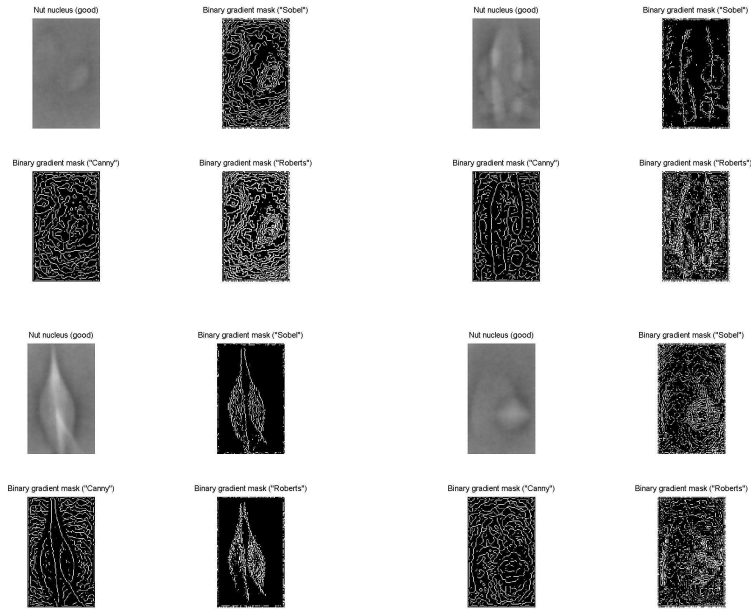 Nut nucleus (good)
Binary gradient mask ("Sobel")
Nut nucleus (good)
Binary gradient mask ("Sobel")
Binary gradient mask ("Canny")
Binary gradient mask ("Roberts")
Binary gradient mask ("Canny")
Binary gradient mask ("Roberts")
Nut nucleus (good)
Binary gradient mask ("Sobel")
Nut nucleus (good)
Binary gradient mask ("Sobel")
Binary gradient mask ("Canny")
Binary gradient mask ("Roberts")
Binary gradient mask ("Canny")
Binary gradient mask ("Roberts")